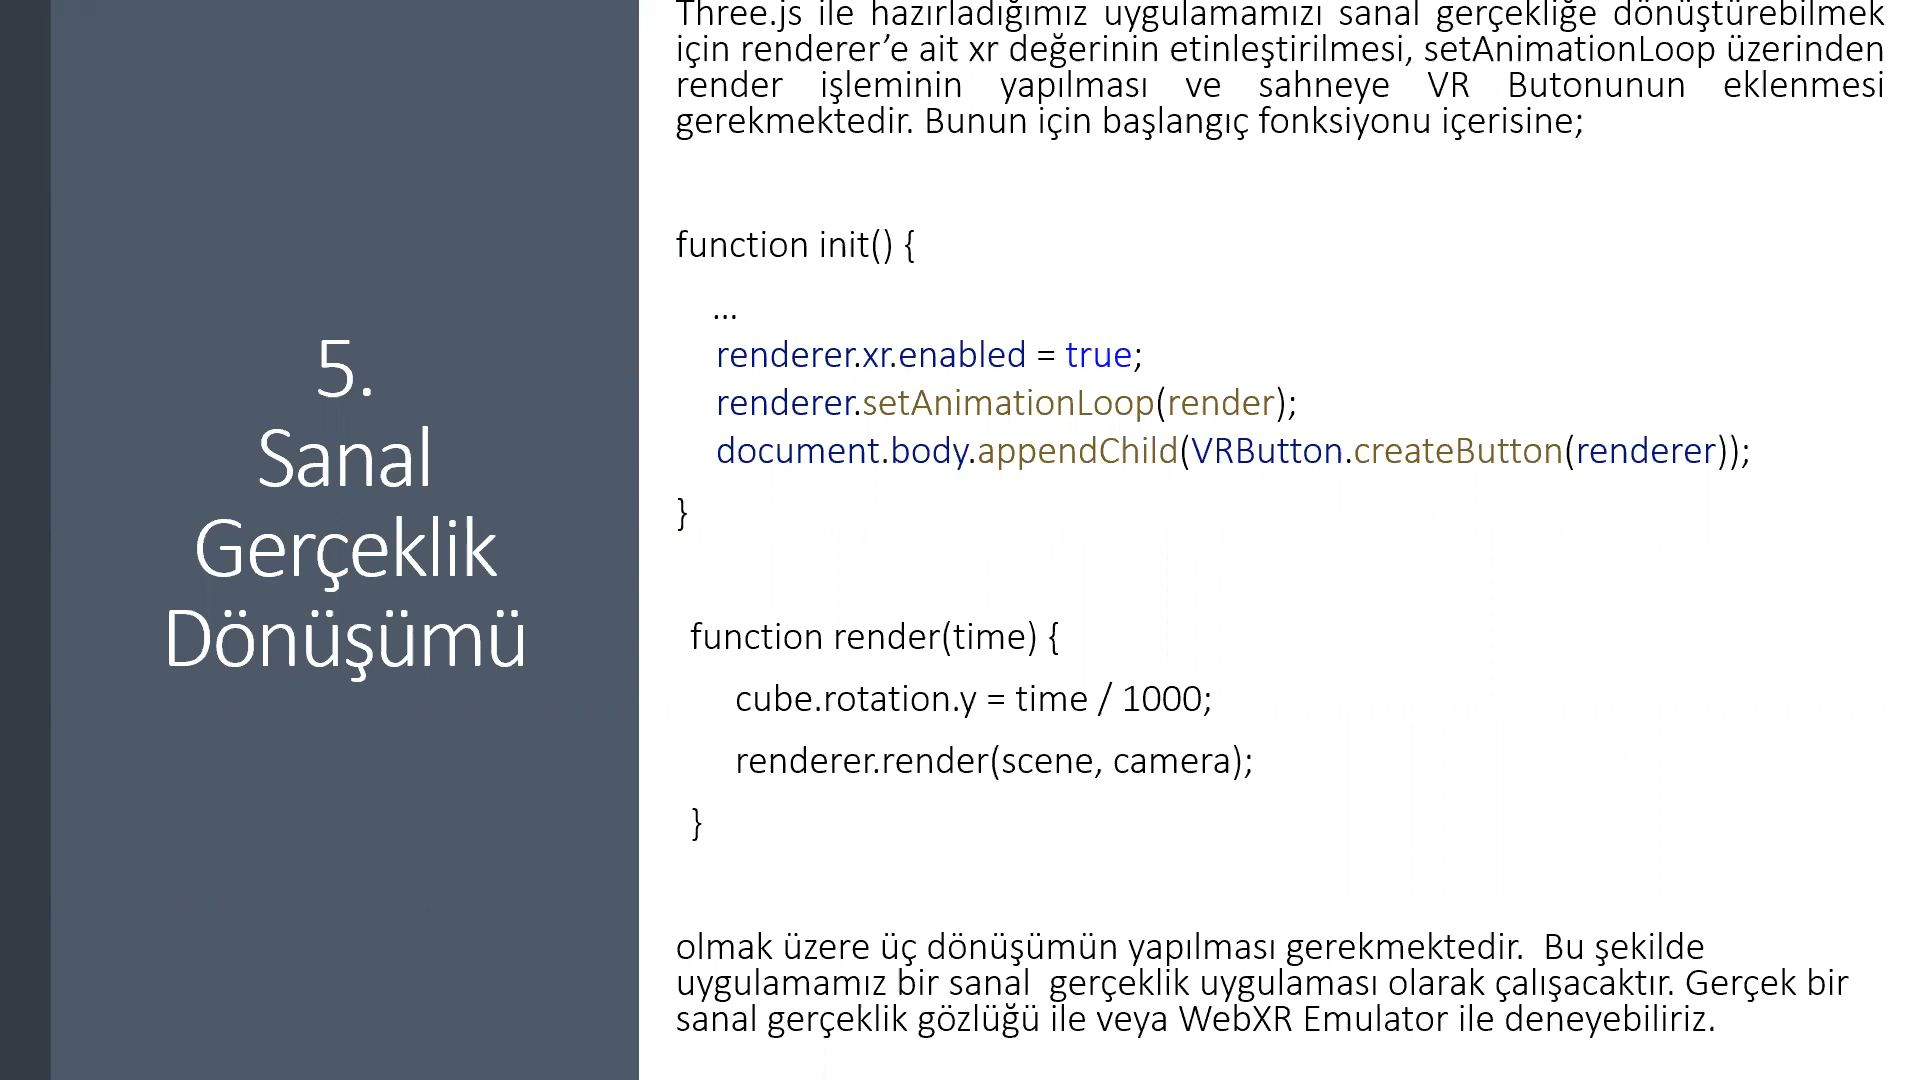 5.
Sanal
Gerçeklik
Dönüşümü
Three.js ile hazırladığımız uygulamamızı sanal gerçekliğe dönüştürebilmek
için renderer’e ait xr değerinin etinleştirilmesi, setAnimationLoop üzerinden
render işleminin yapılması ve sahneye VR Butonunun eklenmesi
gerekmektedir. Bunun için başlangıç fonksiyonu içerisine;
function init() {
...
renderer.xr.enabled = true;
renderer.setAnimationLoop(render);
document.body.appendChild(VRButton.createButton(renderer));
}
function render(time) {
cube.rotation.y = time / 1000;
renderer.render(scene, camera);
}
olmak üzere üç dönüşümün yapılması gerekmektedir. Bu şekilde
uygulamamız bir sanal gerçeklik uygulaması olarak çalışacaktır. Gerçek bir
sanal gerçeklik gözlüğü ile veya WebXR Emulator ile deneyebiliriz.